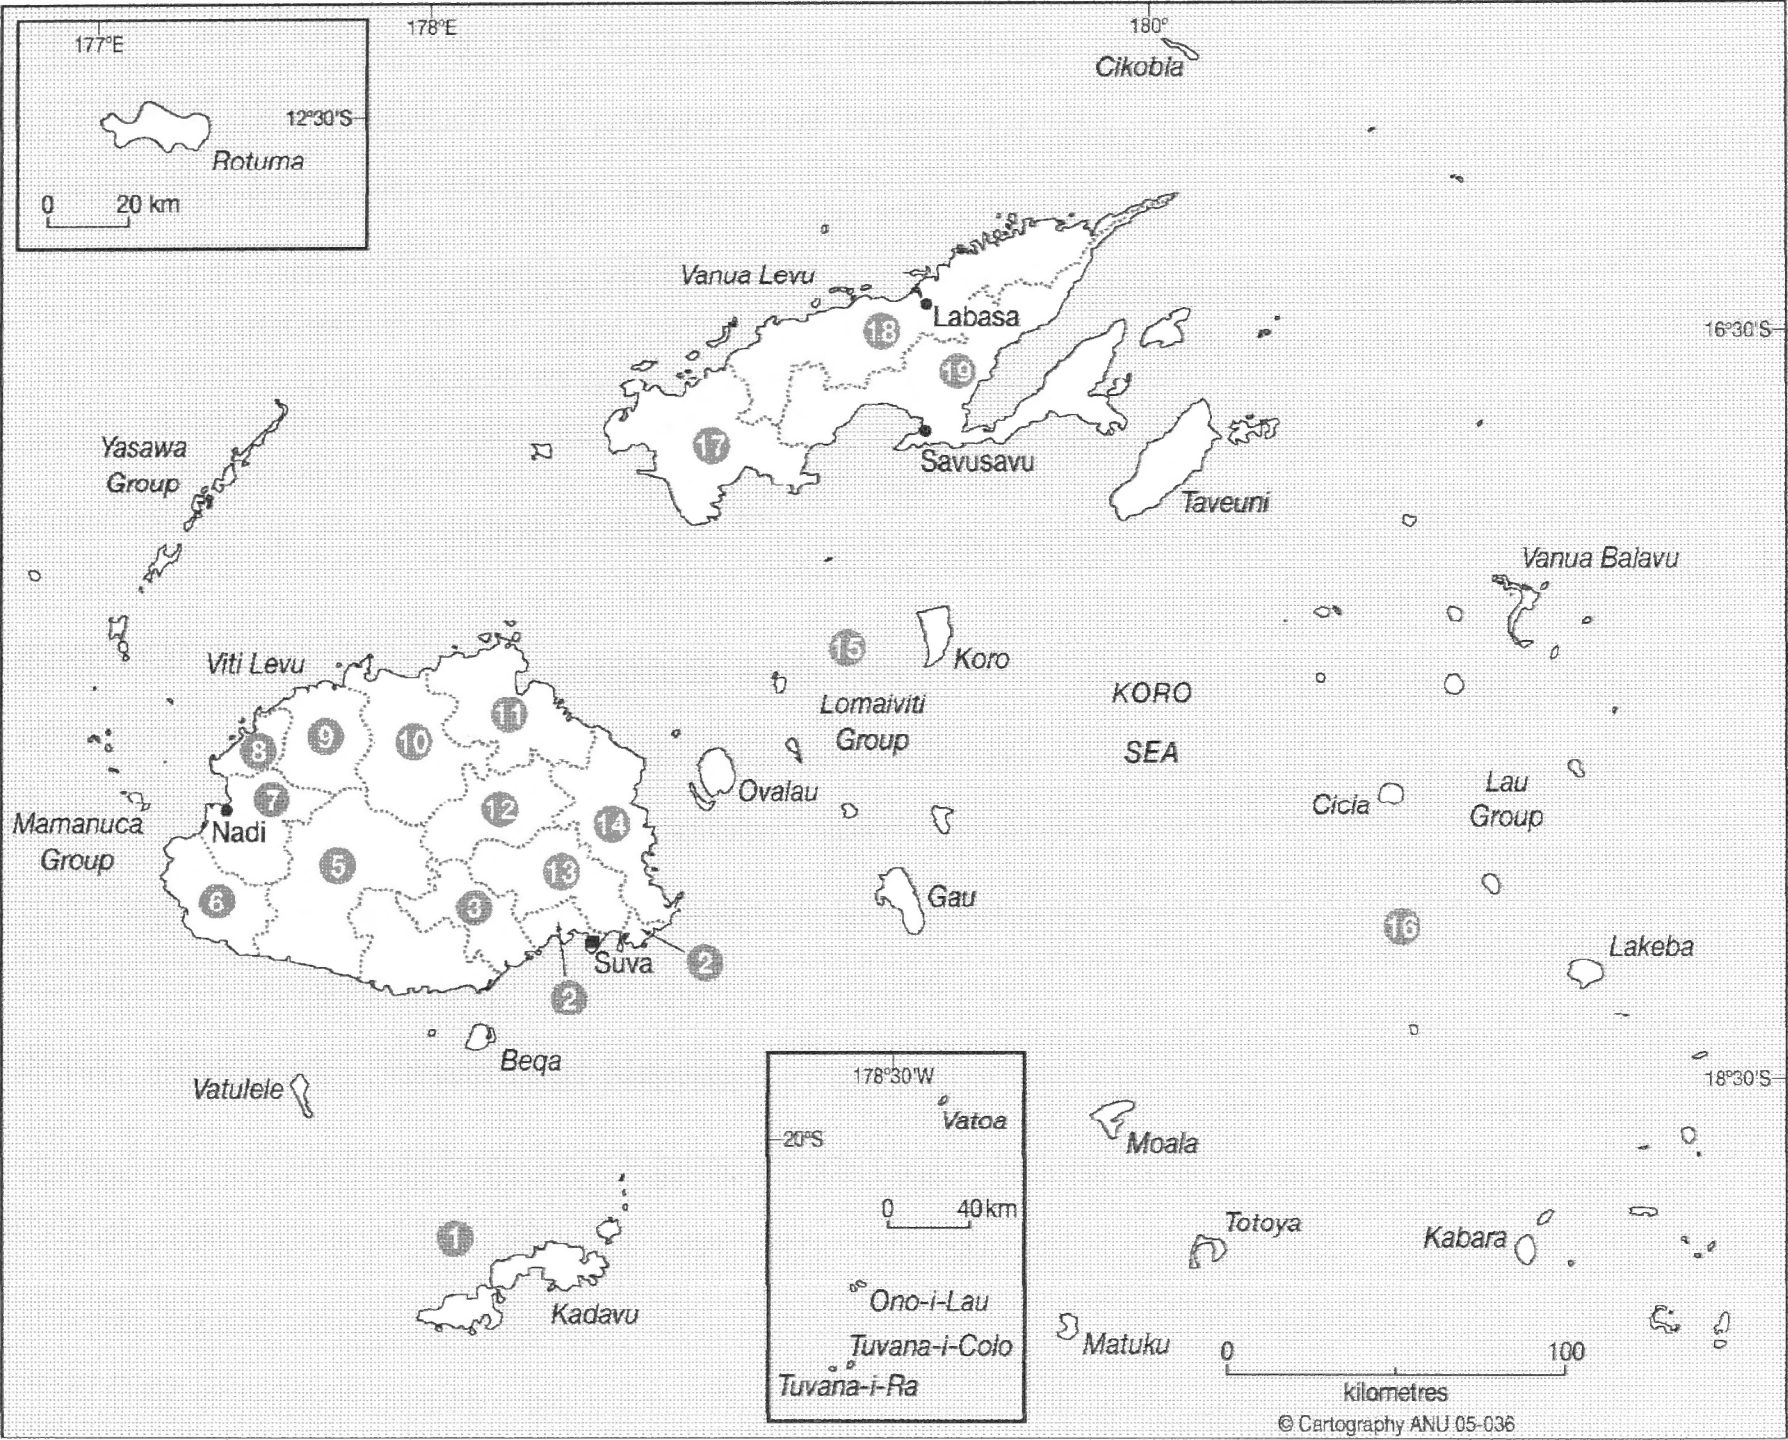 177°E
178°E
180°
Cikobia
12°30'S
Rotuma
0 20 km
Vanua Levu
Labasa
18
16°30'S
19
Yasawa
Group
17
Savusavu
Taveuni
Vanua Balavu
15
Koro
Viti Levu
KORO
SEA
Lomaiviti
Group
11
9
10
8
7
12
Ovalau
Cicia
Lau
Group
Nadi
14
Mamanuca
Group
5
13
6
3
Gau
16
Lakeba
Suva
2
2
Beqa
178°30'W
18°30'S
Vatulele
Vatoa
20°S
Moala
0 40 km
Totoya
1
Kabara
Kadavu
Ono-i-Lau
Tuvana-i-Colo
Matuku
Tuvana-i-Ra
0 100
kilometres
© Cartography ANU 05-036